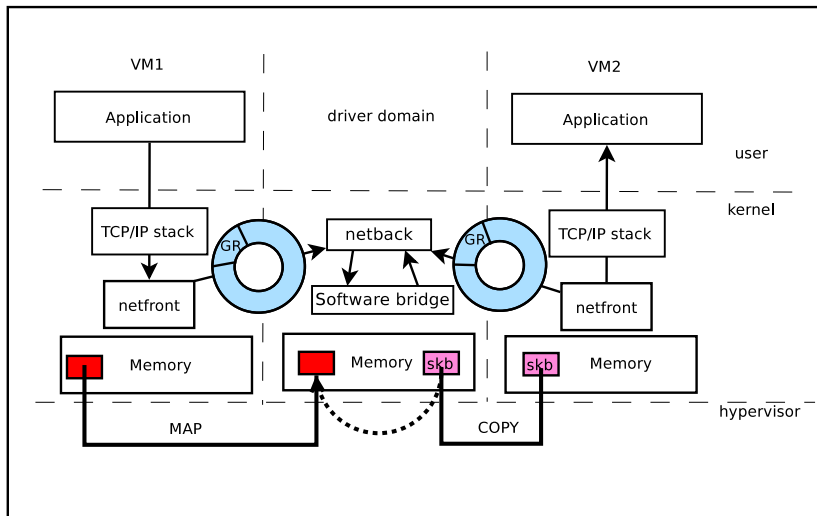 VM1
VM2
driver domain
Application
Application
user
kernel
TCP/IP stack
GR
netback
GR
TCP/IP stack
netfront
Software bridge
netfront
Memory
Memory
skb
skb
Memory
hypervisor
MAP
COPY